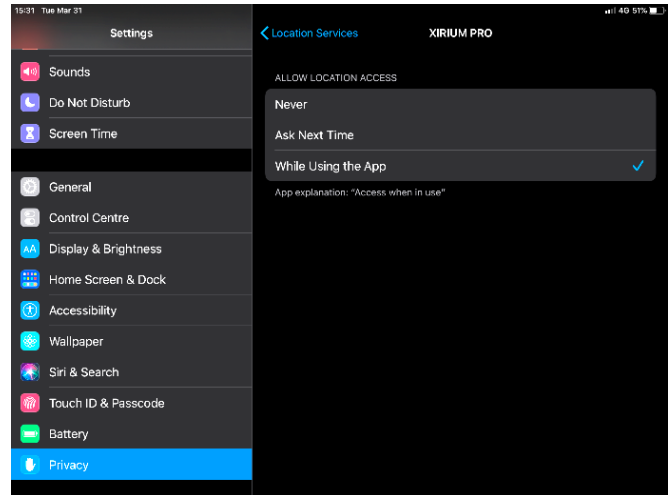 15:31 Tue Mar 31
4G 51%
Settings
Sounds
Do Not Disturb
Screen Time
General
Control Centre
AA Display & Brightness
Home Screen & Dock
Accessibility
Wallpaper
Siri & Search
Touch ID & Passcode
Battery
Privacy
Location Services
XIRIUM PRO
ALLOW LOCATION ACCESS
Never
Ask Next Time
While Using the App
App explanation: “Access when in use”